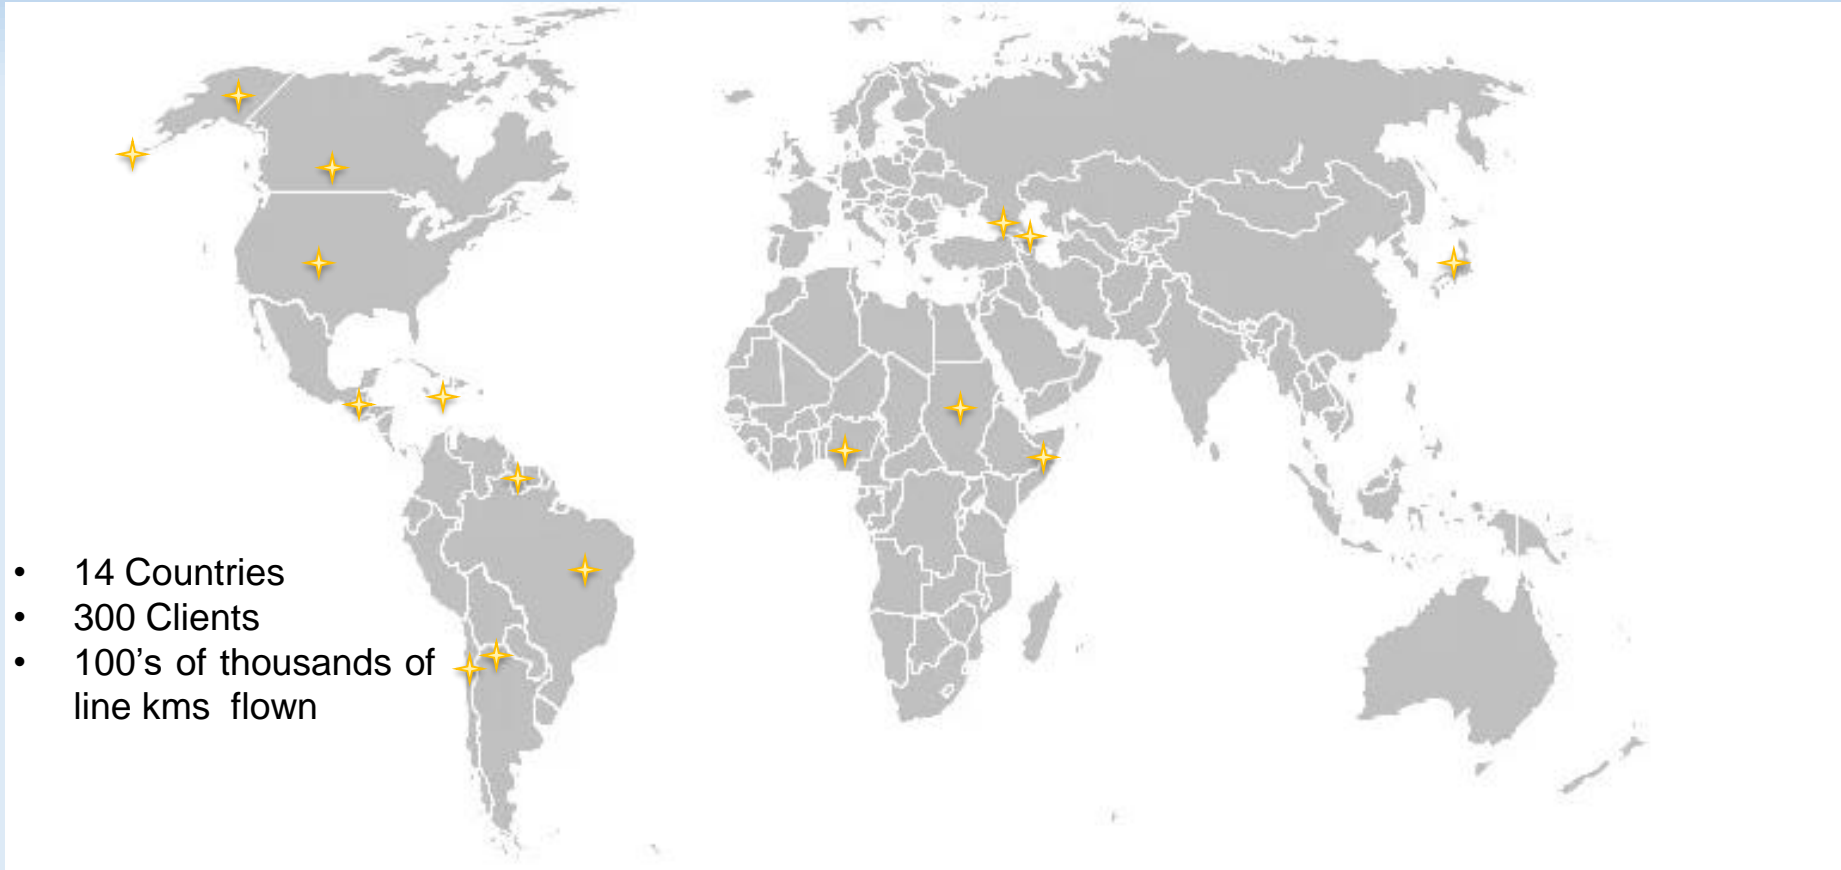 • 14 Countries
• 300 Clients
• 100’s of thousands of
line kms flown